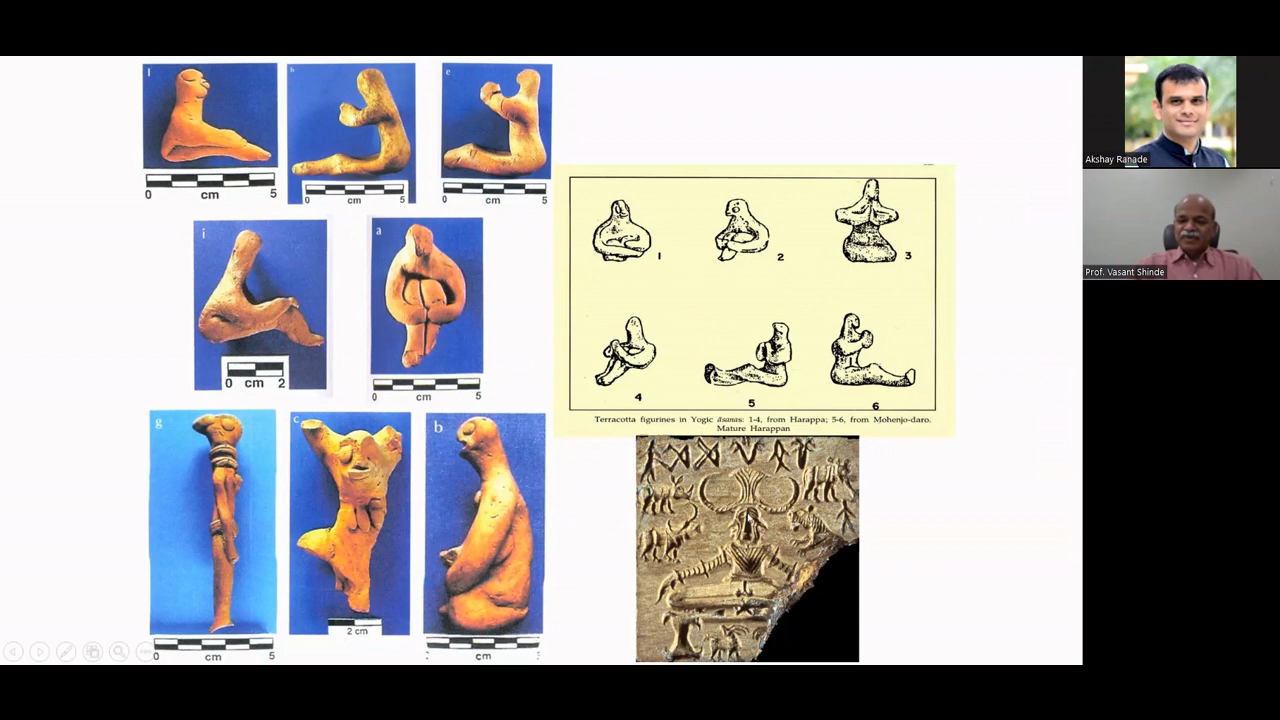 l
h
e
0 cm 5
cm 5
0 cm 5
i
a
0 cm 2
0 cm 5
g
c
b
0 cm 5
2 cm
cm
1
2
3
4
5
6
Terracotta figurines in Yogic āsanas: 1-4, from Harappa; 5-6, from Mohenjo-daro.
Mature Harappan
Akshay Ranade
Prof. Vasant Shinde